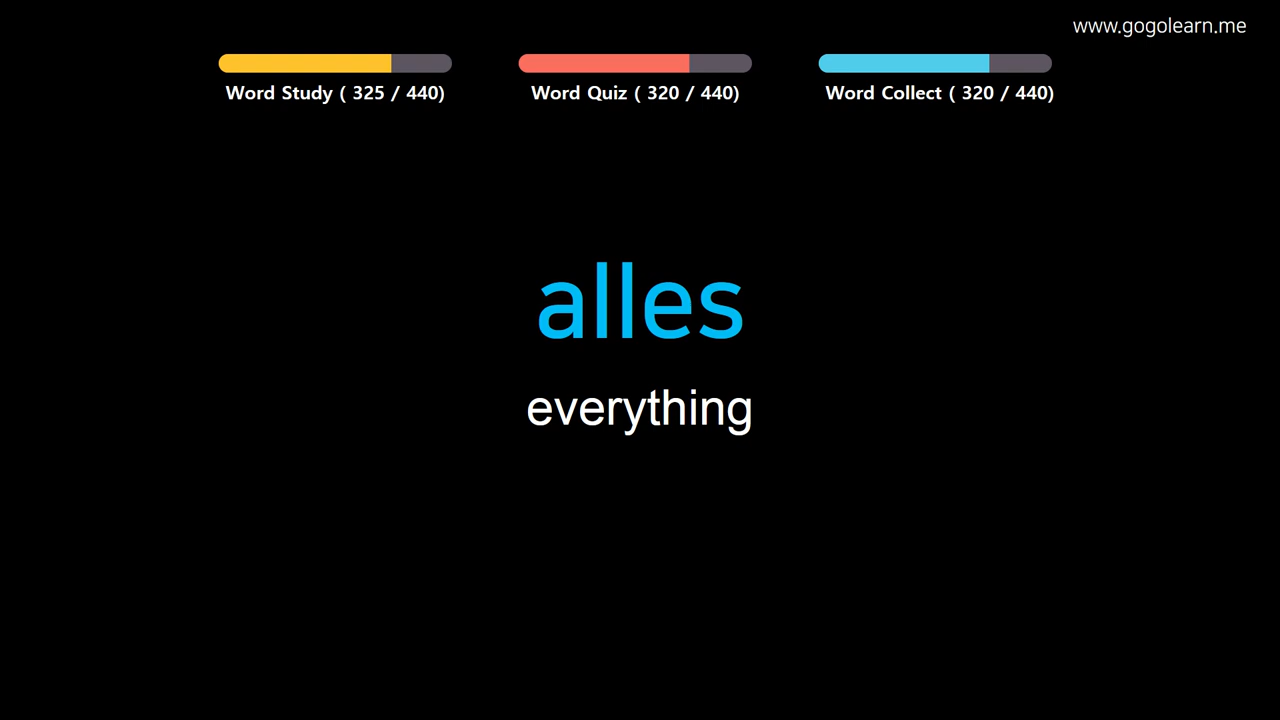 www.gogolearn.me
Word Study ( 325 / 440)
Word Quiz ( 320 / 440)
Word Collect ( 320 / 440)
alles
everything